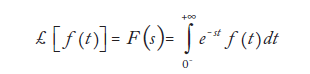 £ [ f (t)] = F (s) = ∫₀⁻⁺∞ e⁻ˢᵗ f (t) dt